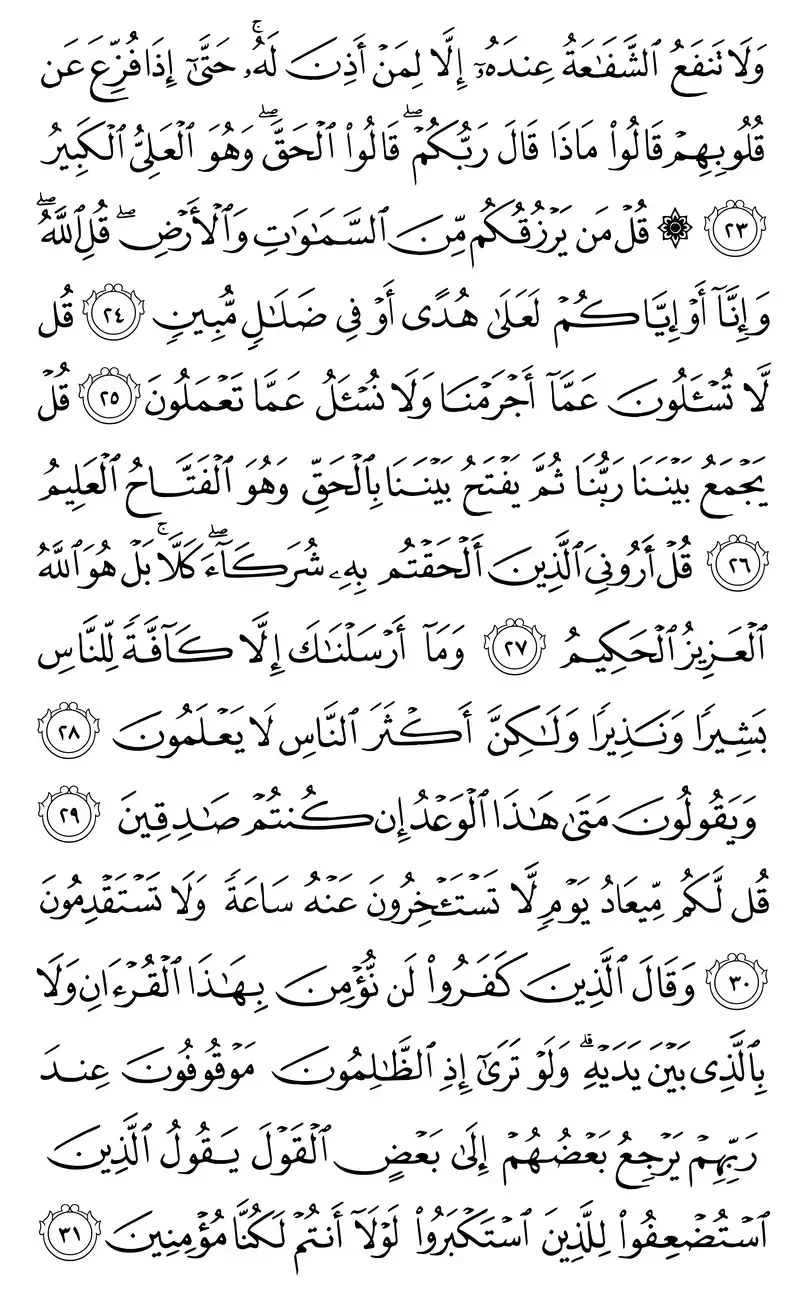 وَلَا تَنفَعُ ٱلشَّفَـٰعَةُ عِندَهُۥٓ إِلَّا لِمَنْ أَذِنَ لَهُۥ ۚ حَتَّىٰٓ إِذَا فُزِّعَ عَن
قُلُوبِهِمْ قَالُوا۟ مَاذَا قَالَ رَبُّكُمْ ۖ قَالُوا۟ ٱلْحَقَّ ۖ وَهُوَ ٱلْعَلِىُّ ٱلْكَبِيرُ
٢٣ ۞ قُلْ مَن يَرْزُقُكُم مِّنَ ٱلسَّمَـٰوَٰتِ وَٱلْأَرْضِ ۖ قُلِ ٱللَّهُ ۖ
وَإِنَّآ أَوْ إِيَّاكُمْ لَعَلَىٰ هُدًى أَوْ فِى ضَلَـٰلٍ مُّبِينٍ ٢٤ قُل
لَّا تُسْـَٔلُونَ عَمَّآ أَجْرَمْنَا وَلَا نُسْـَٔلُ عَمَّا تَعْمَلُونَ ٢٥ قُلْ
يَجْمَعُ بَيْنَنَا رَبُّنَا ثُمَّ يَفْتَحُ بَيْنَنَا بِٱلْحَقِّ وَهُوَ ٱلْفَتَّاحُ ٱلْعَلِيمُ
٢٦ قُلْ أَرُونِىَ ٱلَّذِينَ أَلْحَقْتُم بِهِۦ شُرَكَآءَ ۖ كَلَّا ۚ بَلْ هُوَ ٱللَّهُ
ٱلْعَزِيزُ ٱلْحَكِيمُ ٢٧ وَمَآ أَرْسَلْنَـٰكَ إِلَّا كَآفَّةً لِّلنَّاسِ
بَشِيرًا وَنَذِيرًا وَلَـٰكِنَّ أَكْثَرَ ٱلنَّاسِ لَا يَعْلَمُونَ ٢٨
وَيَقُولُونَ مَتَىٰ هَـٰذَا ٱلْوَعْدُ إِن كُنتُمْ صَـٰدِقِينَ ٢٩
قُل لَّكُم مِّيعَادُ يَوْمٍ لَّا تَسْتَـْٔخِرُونَ عَنْهُ سَاعَةً وَلَا تَسْتَقْدِمُونَ
٣٠ وَقَالَ ٱلَّذِينَ كَفَرُوا۟ لَن نُّؤْمِنَ بِهَـٰذَا ٱلْقُرْءَانِ وَلَا
بِٱلَّذِى بَيْنَ يَدَيْهِ ۗ وَلَوْ تَرَىٰٓ إِذِ ٱلظَّـٰلِمُونَ مَوْقُوفُونَ عِندَ
رَبِّهِمْ يَرْجِعُ بَعْضُهُمْ إِلَىٰ بَعْضٍ ٱلْقَوْلَ يَقُولُ ٱلَّذِينَ
ٱسْتُضْعِفُوا۟ لِلَّذِينَ ٱسْتَكْبَرُوا۟ لَوْلَآ أَنتُمْ لَكُنَّا مُؤْمِنِينَ ٣١